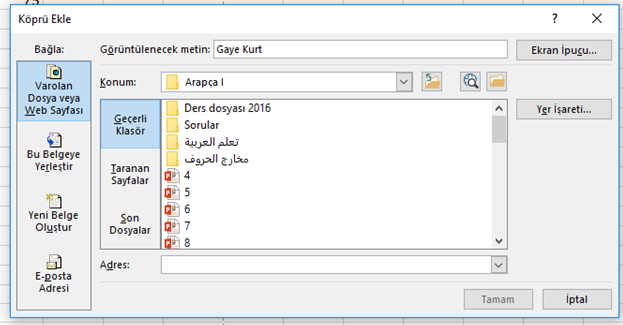 75
Köprü Ekle
?
Bağla:
Görüntülenecek metin: Gaye Kurt
Ekran İpucu...
Varolan
Dosya veya
Web Sayfası
Bu Belgeye
Yerleştir
Yeni Belge
Oluştur
E-posta
Adresi
Konum: Arapça I
Yer İşareti...
Geçerli
Klasör
Taranan
Sayfalar
Son
Dosyalar
Ders dosyası 2016
Sorular
تعلم العربية
مخارج الحروف
4
5
6
7
8
Adres:
Tamam
İptal